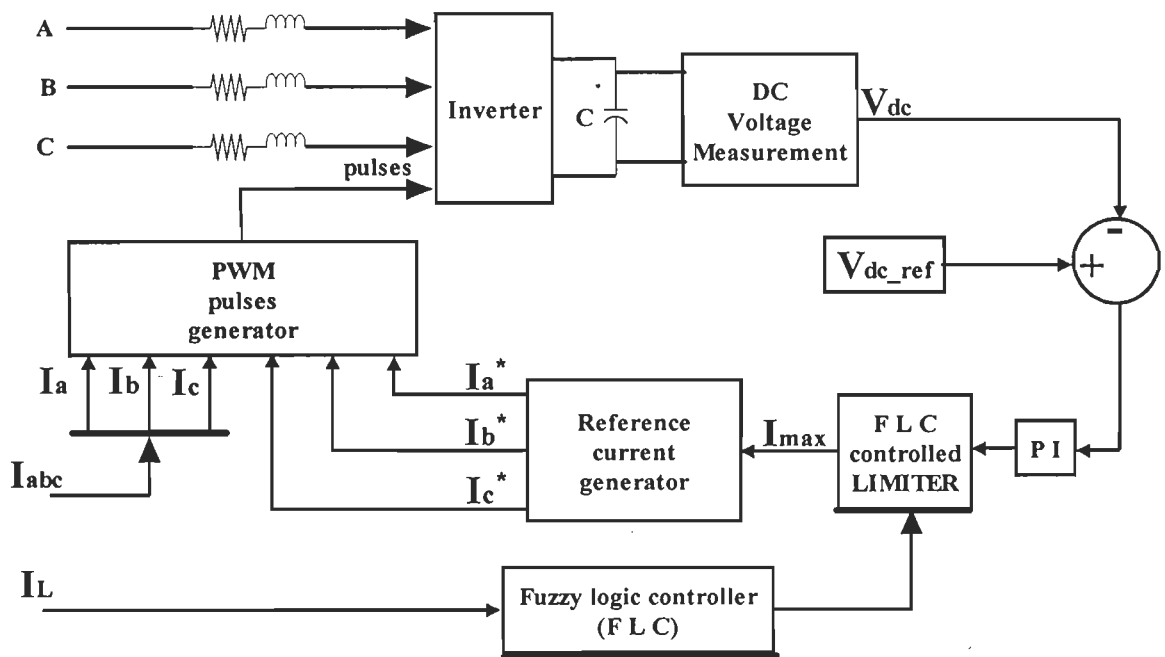 A
B
C
pulses
Inverter
C
DC
Voltage
Measurement
Vdc
-
+
Vdc_ref
PWM
pulses
generator
Ia Ib Ic
Iabc
Ia*
Ib*
Ic*
Reference
current
generator
Imax
F L C
controlled
LIMITER
P I
IL
Fuzzy logic controller
(F L C)